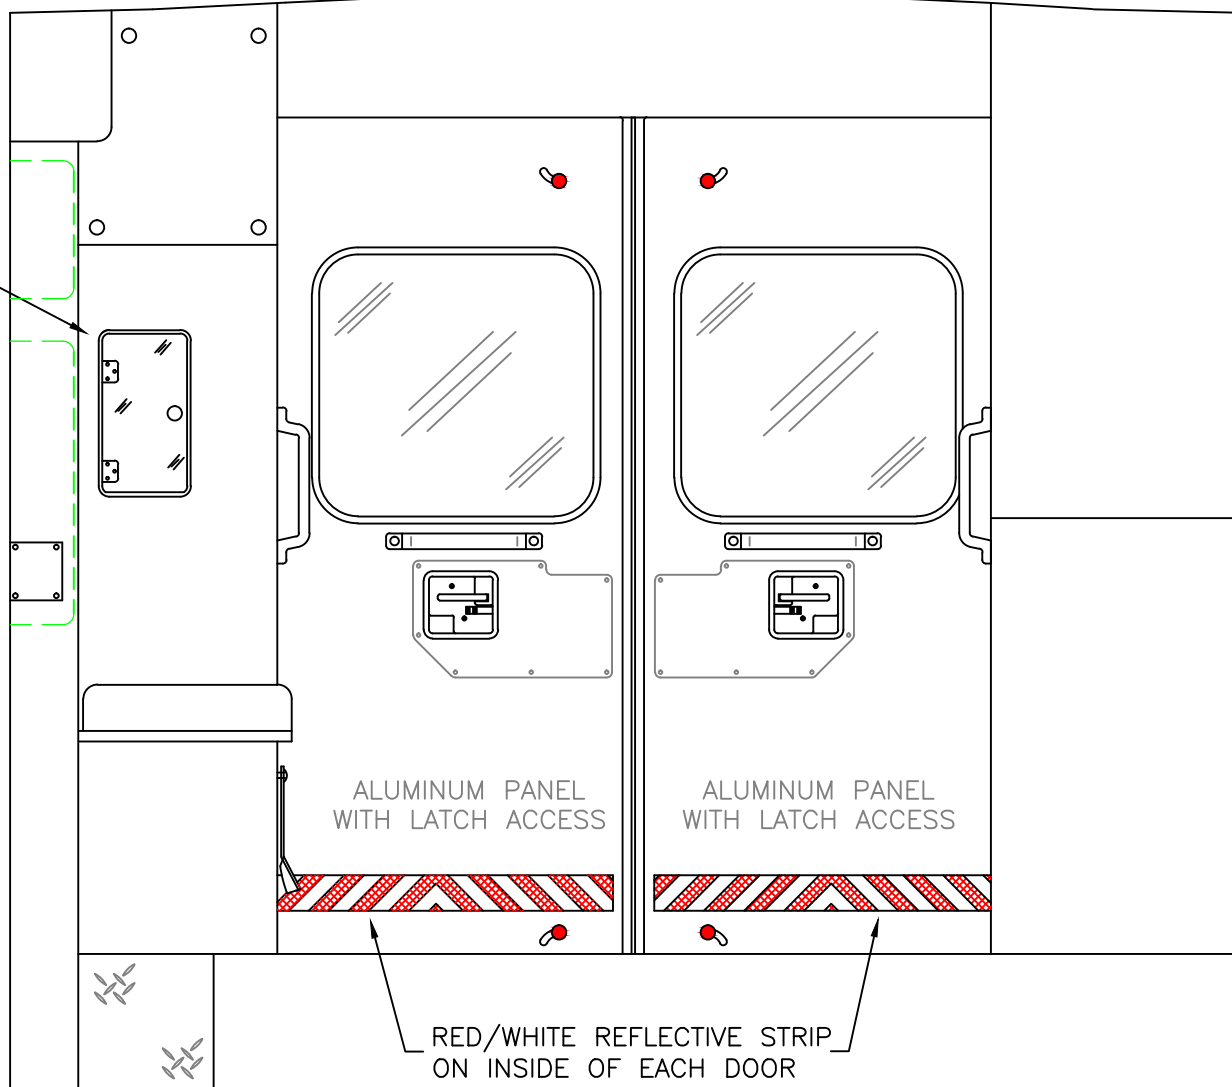 ALUMINUM PANEL
WITH LATCH ACCESS
ALUMINUM PANEL
WITH LATCH ACCESS
RED/WHITE REFLECTIVE STRIP
ON INSIDE OF EACH DOOR